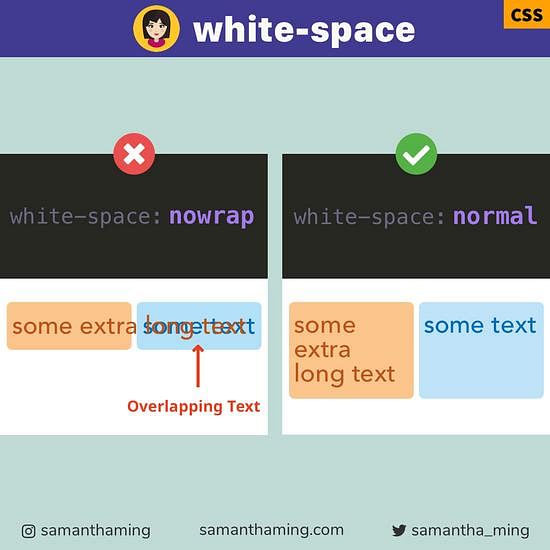 white-space
CSS
white-space: nowrap
white-space: normal
some extra long text
some text
Overlapping Text
some
extra
long text
some text
samanthaming
samanthaming.com
samantha_ming